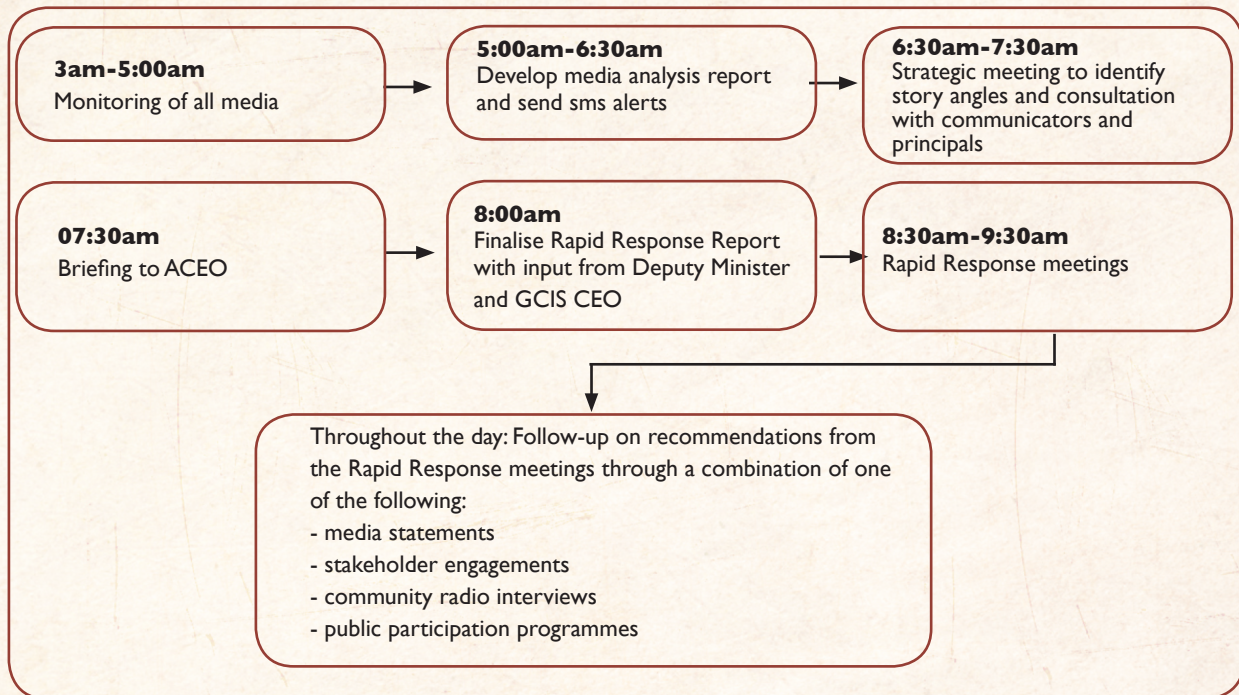 3am-5:00am
Monitoring of all media
5:00am-6:30am
Develop media analysis report
and send sms alerts
6:30am-7:30am
Strategic meeting to identify
story angles and consultation
with communicators and
principals
07:30am
Briefing to ACEO
8:00am
Finalise Rapid Response Report
with input from Deputy Minister
and GCIS CEO
8:30am-9:30am
Rapid Response meetings
Throughout the day: Follow-up on recommendations from
the Rapid Response meetings through a combination of one
of the following:
- media statements
- stakeholder engagements
- community radio interviews
- public participation programmes